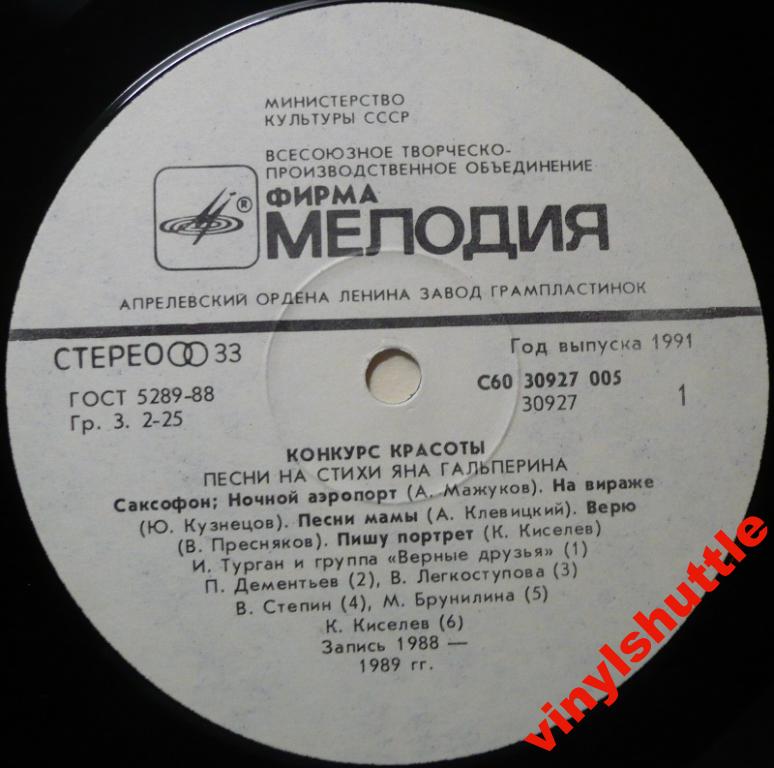 МИНИСТЕРСТВО
КУЛЬТУРЫ СССР
ВСЕСОЮЗНОЕ ТВОРЧЕСКО-
ПРОИЗВОДСТВЕННОЕ ОБЪЕДИНЕНИЕ
®
ФИРМА
МЕЛОДИЯ
АПРЕЛЕВСКИЙ ОРДЕНА ЛЕНИНА ЗАВОД ГРАМПЛАСТИНОК
СТЕРЕО 33
Год выпуска 1991
ГОСТ 5289-88
С60 30927 005
Гр. 3. 2-25
30927
1
КОНКУРС КРАСОТЫ
ПЕСНИ НА СТИХИ ЯНА ГАЛЬПЕРИНА
Саксофон; Ночной аэропорт (А. Мажуков). На вираже
(Ю. Кузнецов). Песни мамы (А. Клевицкий). Верю
(В. Пресняков). Пишу портрет (К. Киселев)
И. Турган и группа «Верные друзья» (1)
П. Дементьев (2), В. Легкоступова (3)
В. Степин (4), М. Брунилина (5)
К. Киселев (6)
Запись 1988 —
1989 гг.
vinylshuttle